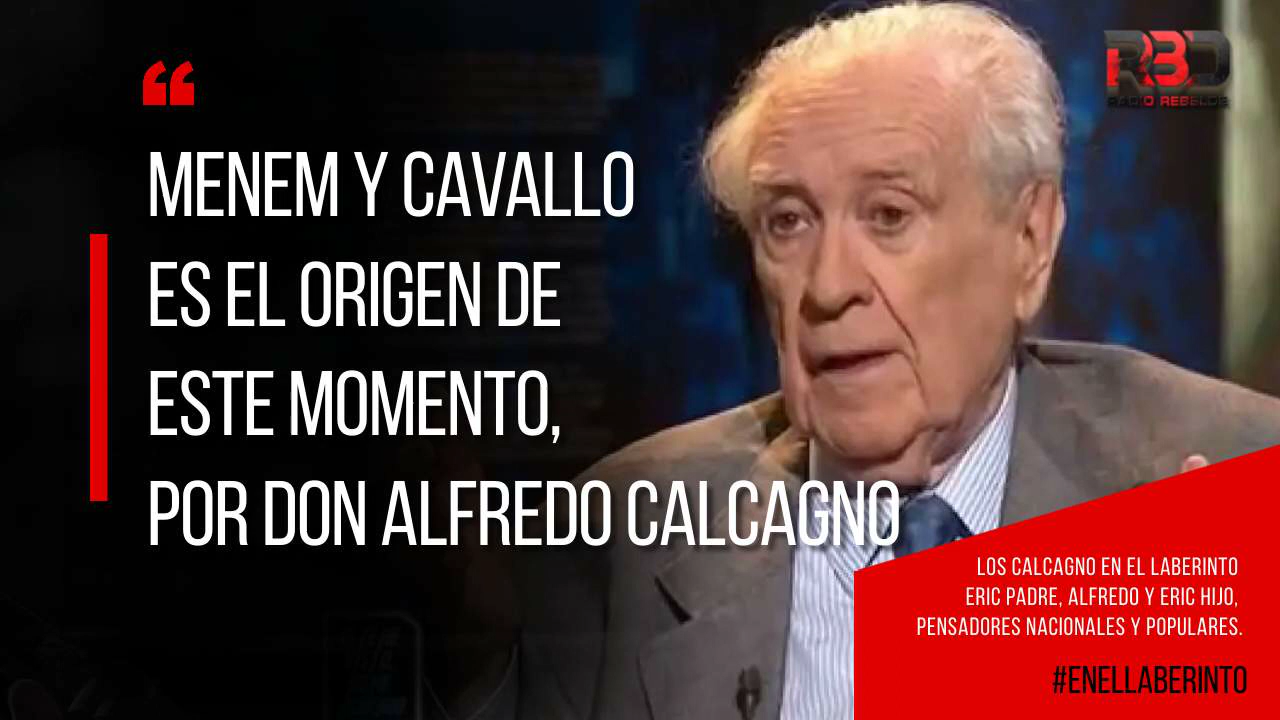 RBD
RADIO REBELDE
“
MENEM Y CAVALLO
ES EL ORIGEN DE
ESTE MOMENTO,
POR DON ALFREDO CALCAGNO
LOS CALCAGNO EN EL LABERINTO
ERIC PADRE, ALFREDO Y ERIC HIJO,
PENSADORES NACIONALES Y POPULARES.
#ENELLABERINTO